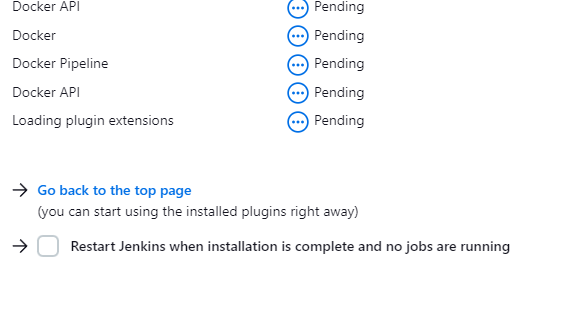 Docker API Pending
Docker Pending
Docker Pipeline Pending
Docker API Pending
Loading plugin extensions Pending
Go back to the top page
(you can start using the installed plugins right away)
Restart Jenkins when installation is complete and no jobs are running